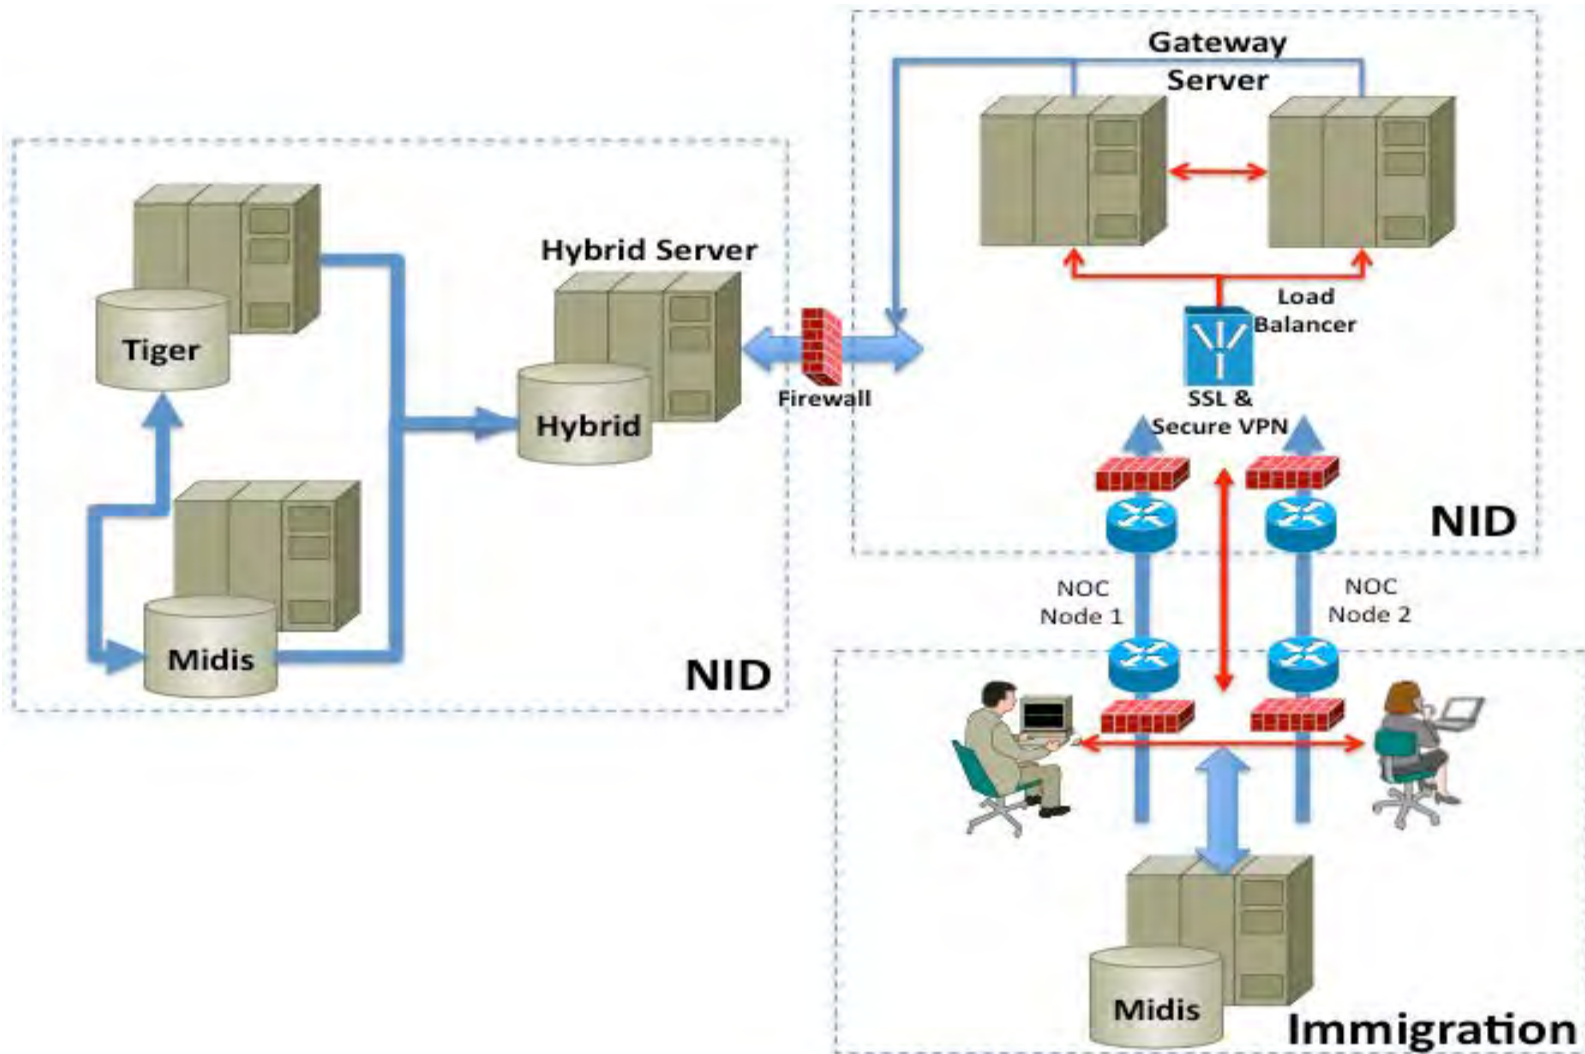 Gateway
Server
Hybrid Server
Tiger
Hybrid
Midis
NID
Firewall
Load
Balancer
SSL &
Secure VPN
NID
NOC
Node 1
NOC
Node 2
Midis
Immigration